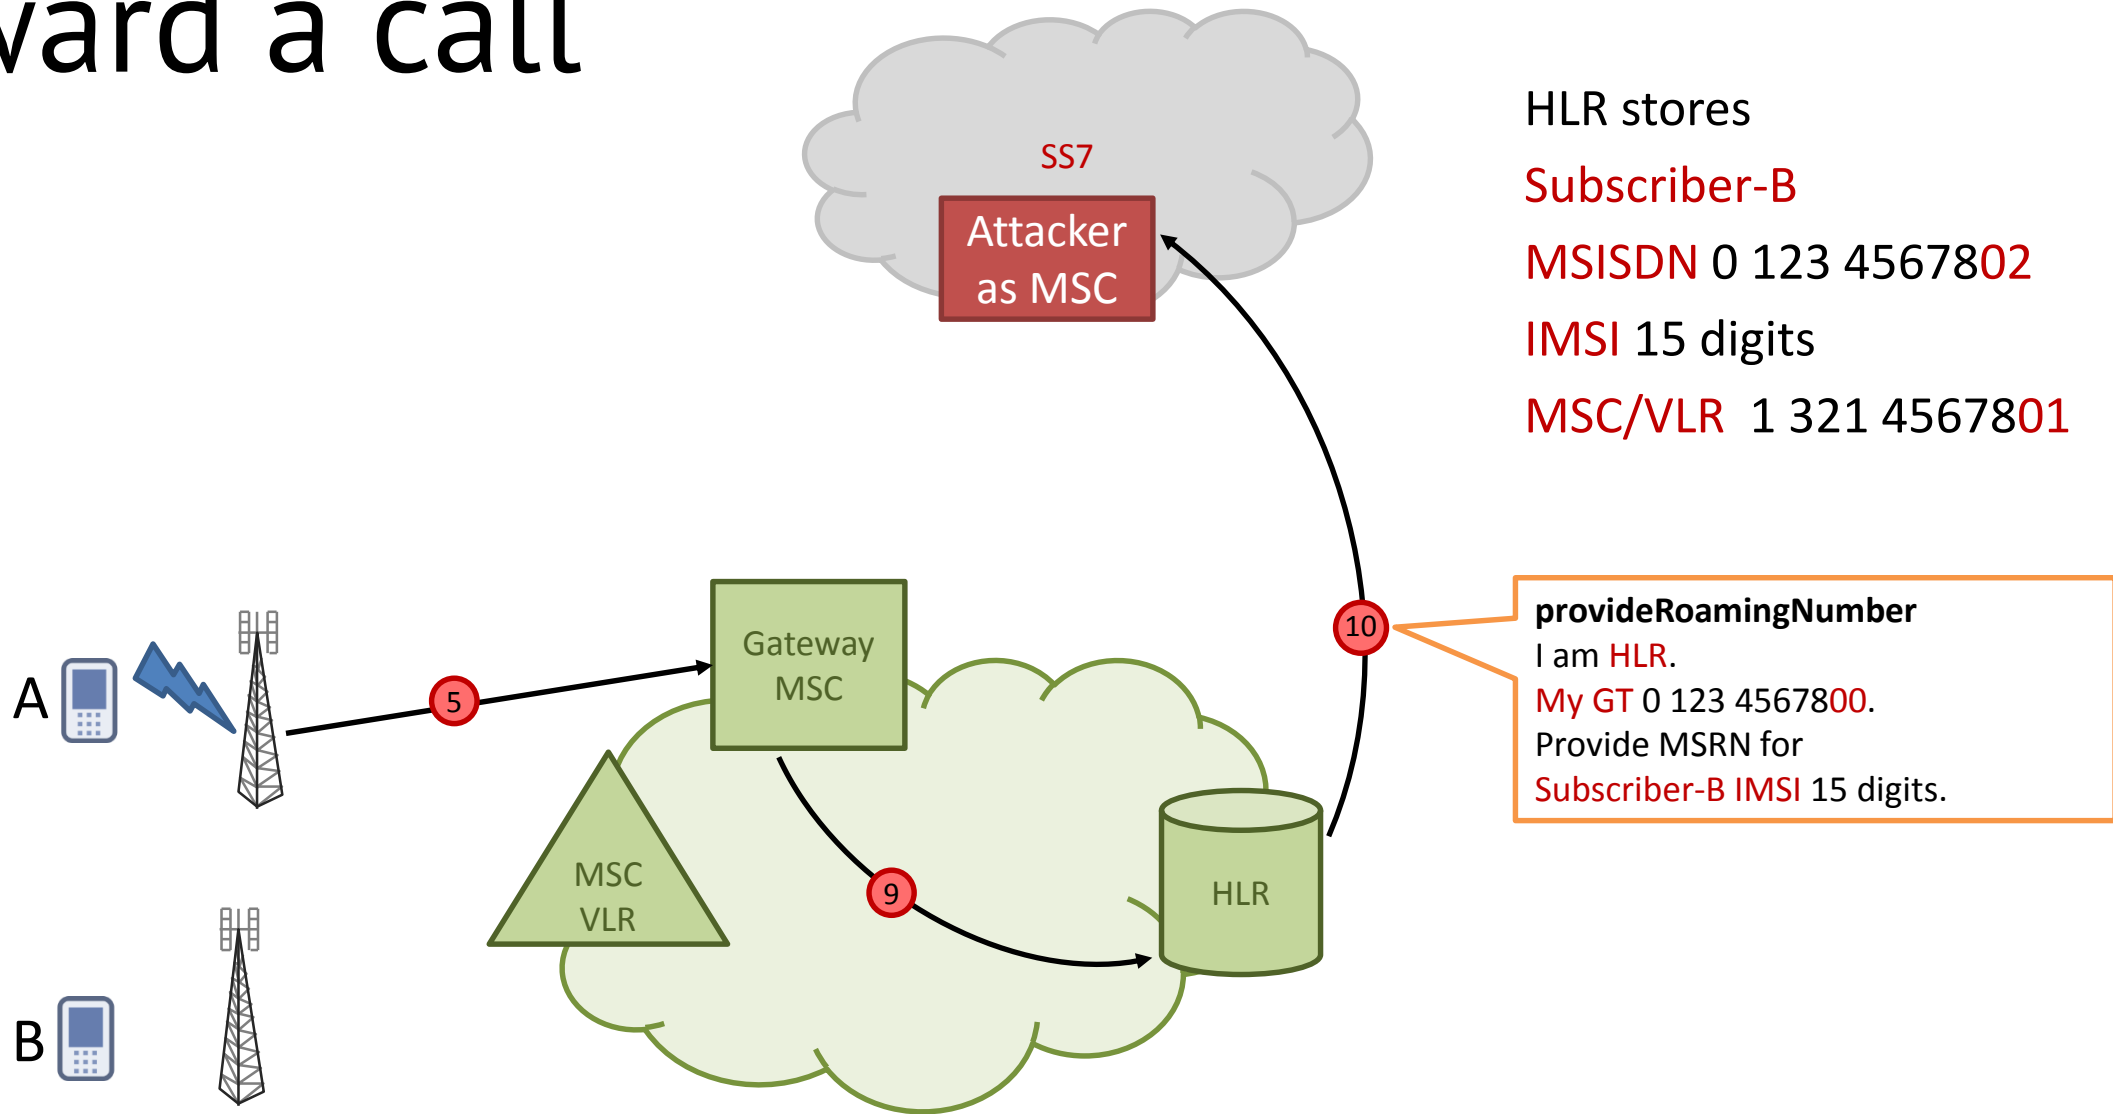 ward a call
SS7
Attacker
as MSC
HLR stores
Subscriber-B
MSISDN 0 123 4567802
IMSI 15 digits
MSC/VLR 1 321 4567801
Gateway
MSC
10
provideRoamingNumber
I am HLR.
My GT 0 123 4567800.
Provide MSRN for
Subscriber-B IMSI 15 digits.
A
5
MSC
VLR
9
HLR
B